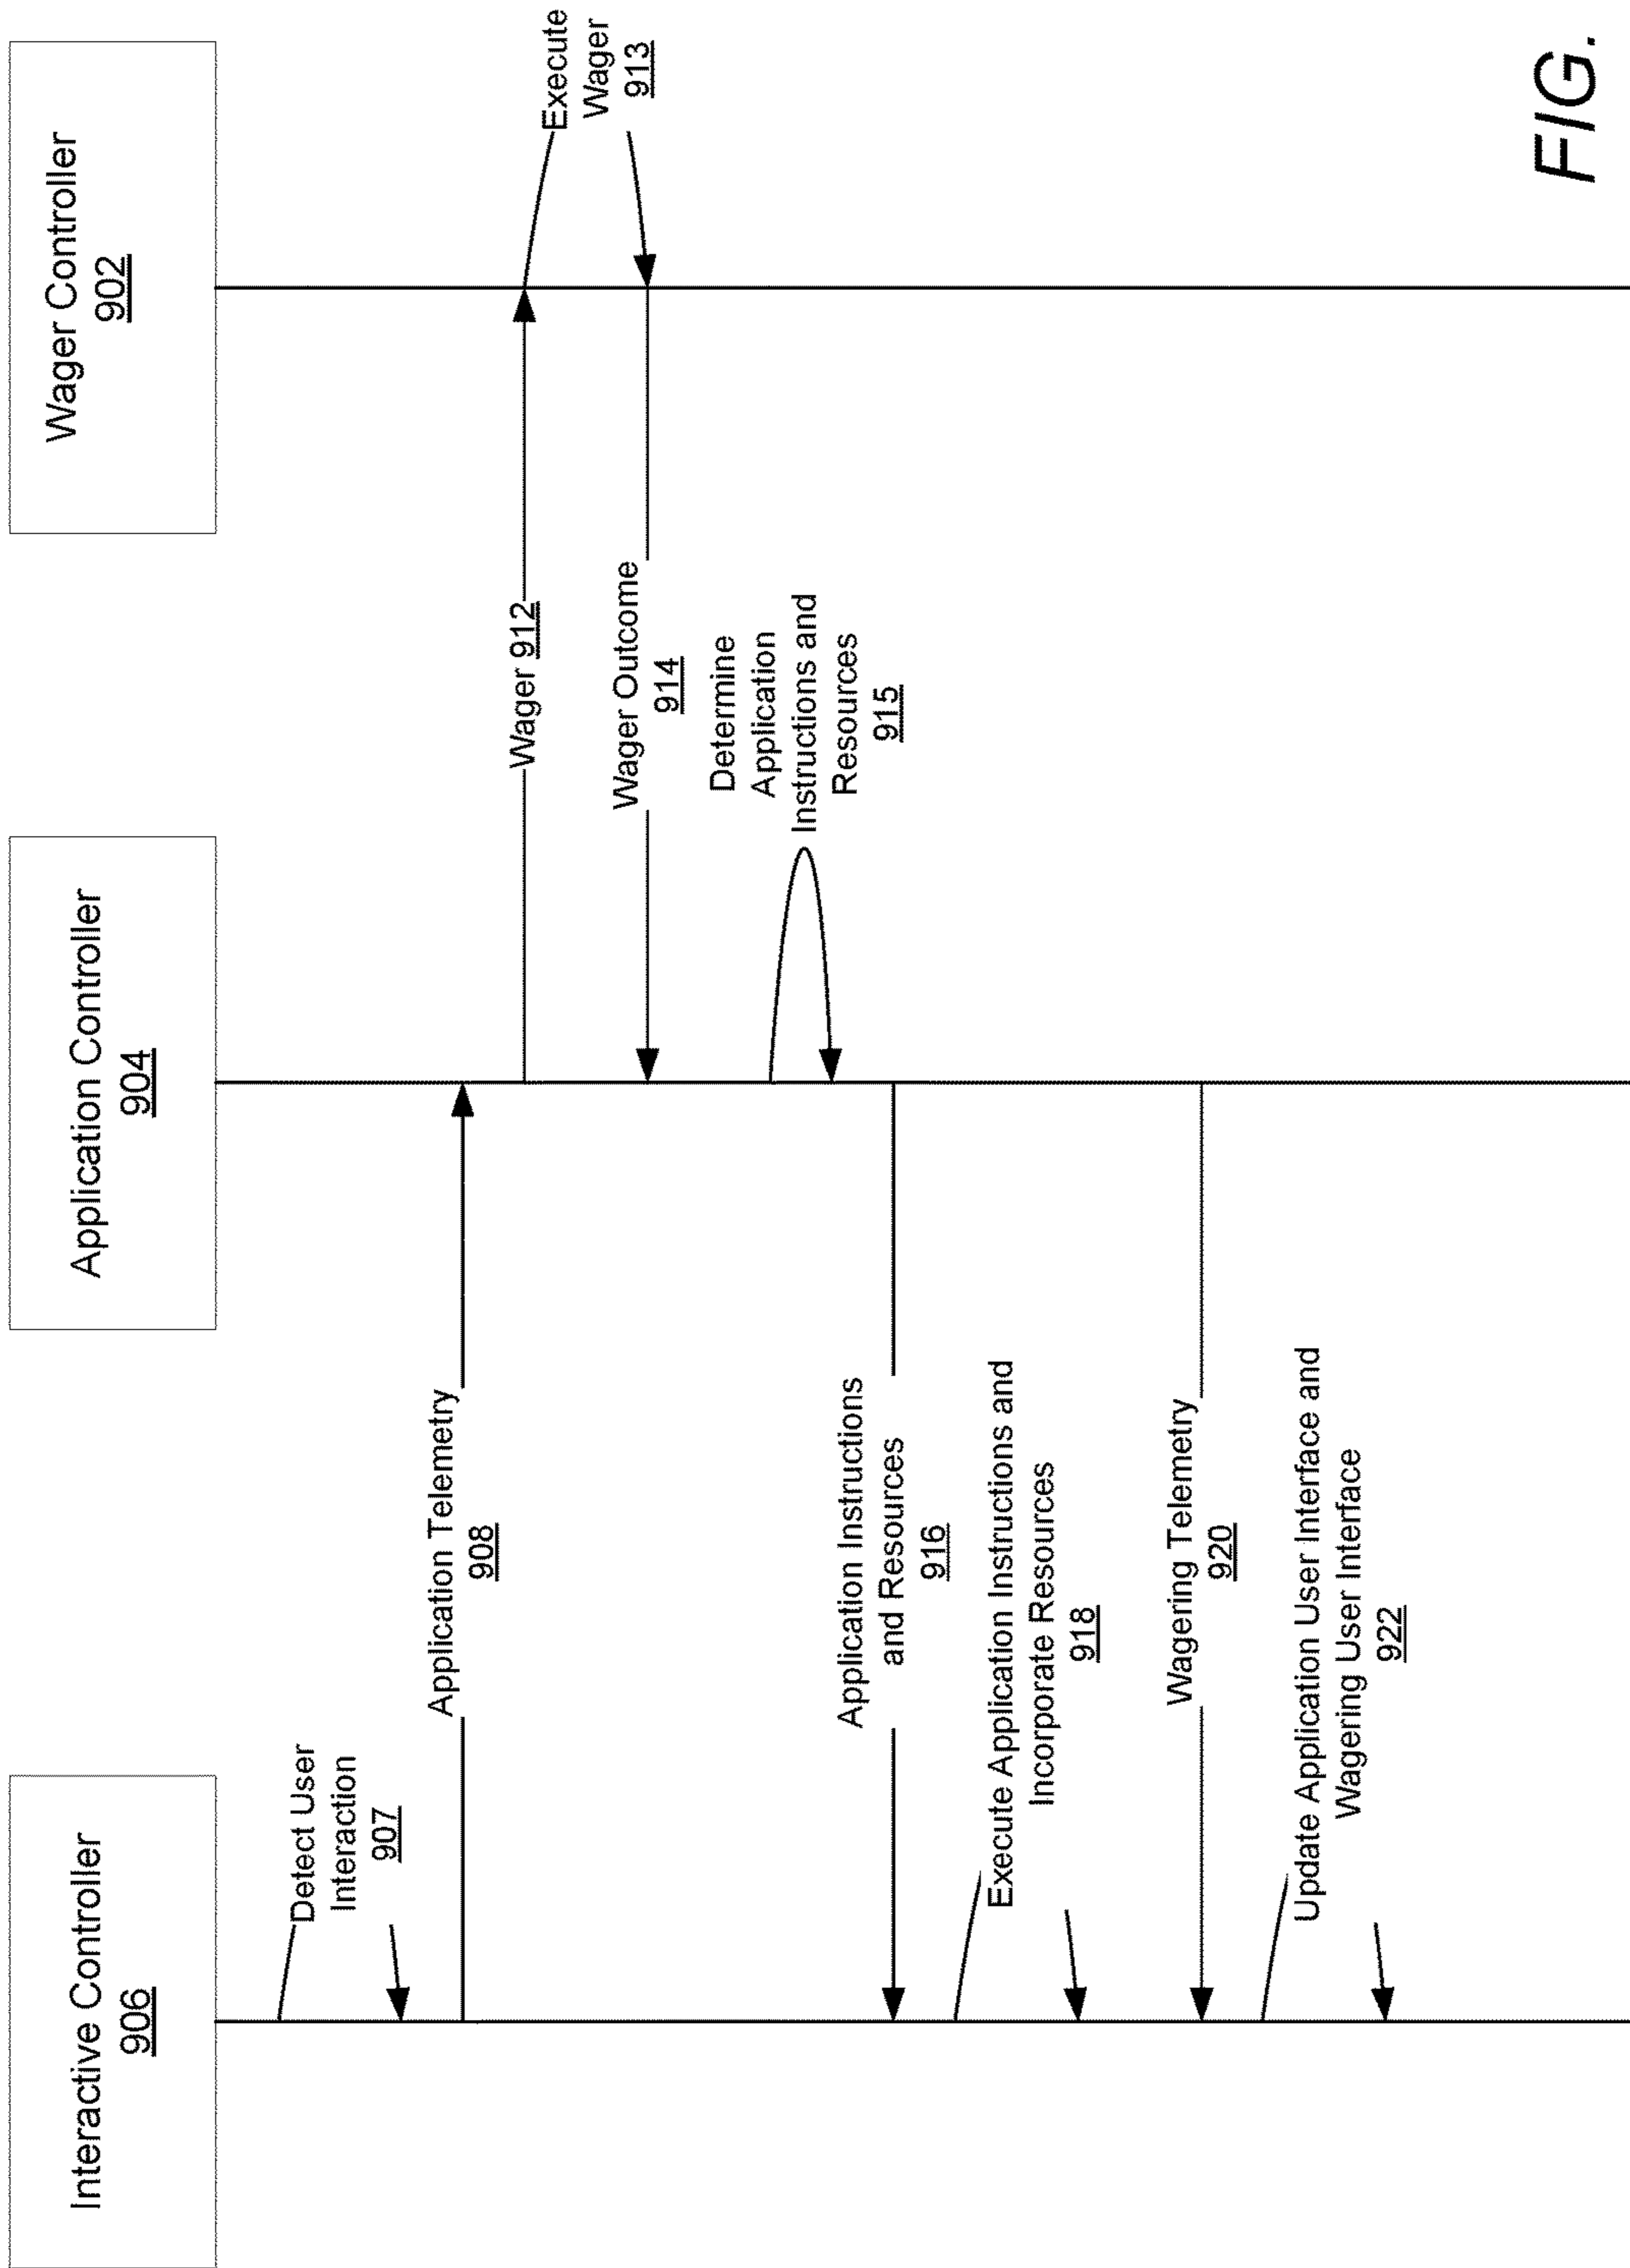 Interactive Controller
906
Application Controller
904
Wager Controller
902
Detect User
Interaction
907
Application Telemetry
908
Wager 912
Execute
Wager
913
Wager Outcome
914
Determine
Application
Instructions and
Resources
915
Application Instructions
and Resources
916
Execute Application Instructions and
Incorporate Resources
918
Wagering Telemetry
920
Update Application User Interface and
Wagering User Interface
922
FIG.